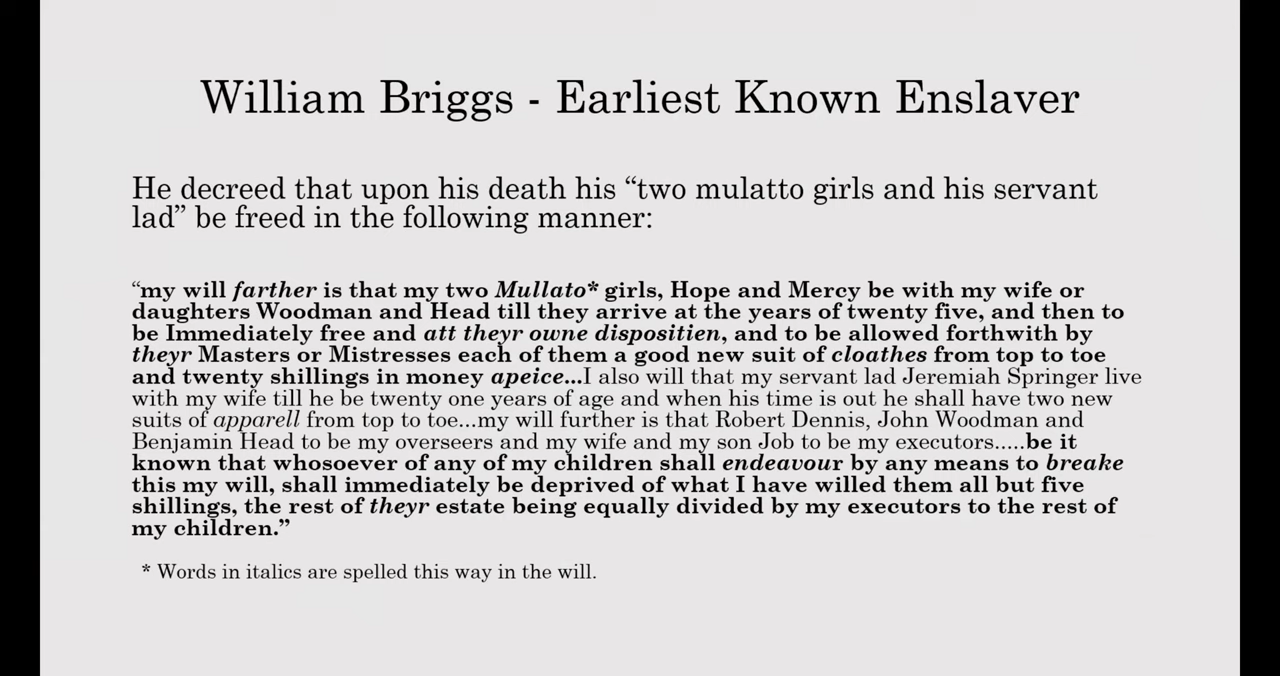 William Briggs - Earliest Known Enslaver
He decreed that upon his death his “two mulatto girls and his servant
lad” be freed in the following manner:
“my will farther is that my two Mullato* girls, Hope and Mercy be with my wife or
daughters Woodman and Head till they arrive at the years of twenty five, and then to
be Immediately free and att theyr owne disposition, and to be allowed forthwith by
theyr Masters or Mistresses each of them a good new suit of cloathes from top to toe
and twenty shillings in money apeice...I also will that my servant lad Jeremiah Springer live
with my wife till he be twenty one years of age and when his time is out he shall have two new
suits of apparell from top to toe...my will further is that Robert Dennis, John Woodman and
Benjamin Head to be my overseers and my wife and my son Job to be my executors.....be it
known that whosoever of any of my children shall endeavour by any means to breake
this my will, shall immediately be deprived of what I have willed them all but five
shillings, the rest of theyr estate being equally divided by my executors to the rest of
my children.”
* Words in italics are spelled this way in the will.